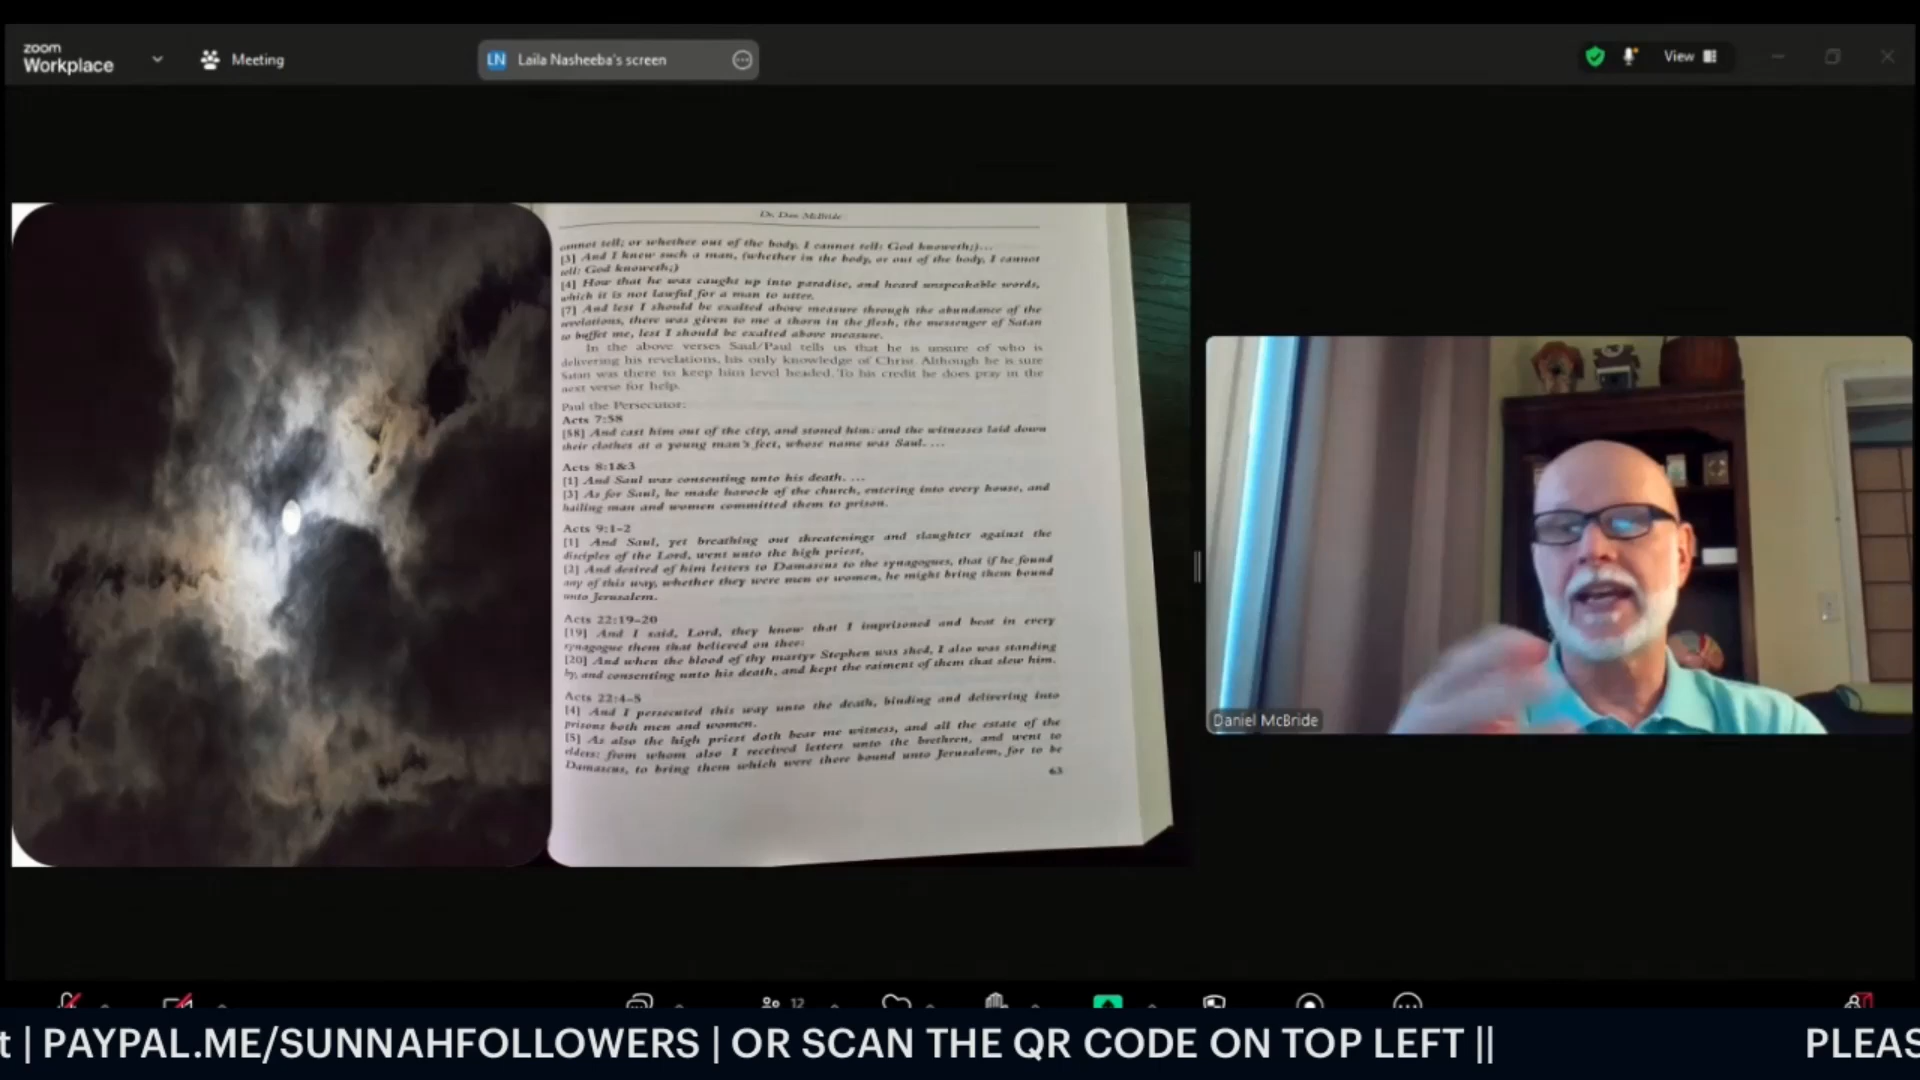 zoom
Workplace
Meeting
LN Laila Nasheeba's screen
View
Dr. Dan McBride
cannot tell; or whether out of the body, I cannot tell: God knoweth;)...
[3] And I knew such a man, (whether in the body, or out of the body, I cannot
tell: God knoweth;)
[4] How that he was caught up into paradise, and heard unspeakable words,
which it is not lawful for a man to utter.
[7] And lest I should be exalted above measure through the abundance of the
revelations, there was given to me a thorn in the flesh, the messenger of Satan
to buffet me, lest I should be exalted above measure.
In the above verses Saul/Paul tells us that he is unsure of who is
delivering his revelations, his only knowledge of Christ. Although he is sure
Satan was there to keep him level headed. To his credit he does pray in the
next verse for help.
Paul the Persecutor:
Acts 7:58
[58] And cast him out of the city, and stoned him: and the witnesses laid down
their clothes at a young man's feet, whose name was Saul. ...
Acts 8:1&3
[1] And Saul was consenting unto his death. ...
[3] As for Saul, he made havock of the church, entering into every house, and
hailing man and women committed them to prison.
Acts 9:1-2
[1] And Saul, yet breathing out threatenings and slaughter against the
disciples of the Lord, went unto the high priest,
[2] And desired of him letters to Damascus to the synagogues, that if he found
any of this way, whether they were men or women, he might bring them bound
unto Jerusalem.
Acts 22:19-20
[19] And I said, Lord, they know that I imprisoned and beat in every
synagogue them that believed on thee:
[20] And when the blood of thy martyr Stephen was shed, I also was standing
by, and consenting unto his death, and kept the raiment of them that slew him.
Acts 22:4-5
[4] And I persecuted this way unto the death, binding and delivering into
prisons both men and women.
[5] As also the high priest doth bear me witness, and all the estate of the
elders: from whom also I received letters unto the brethren, and went to
Damascus, to bring them which were there bound unto Jerusalem, for to be
63
Daniel McBride
12
t | PAYPAL.ME/SUNNAHFOLLOWERS | OR SCAN THE QR CODE ON TOP LEFT || PLEAS